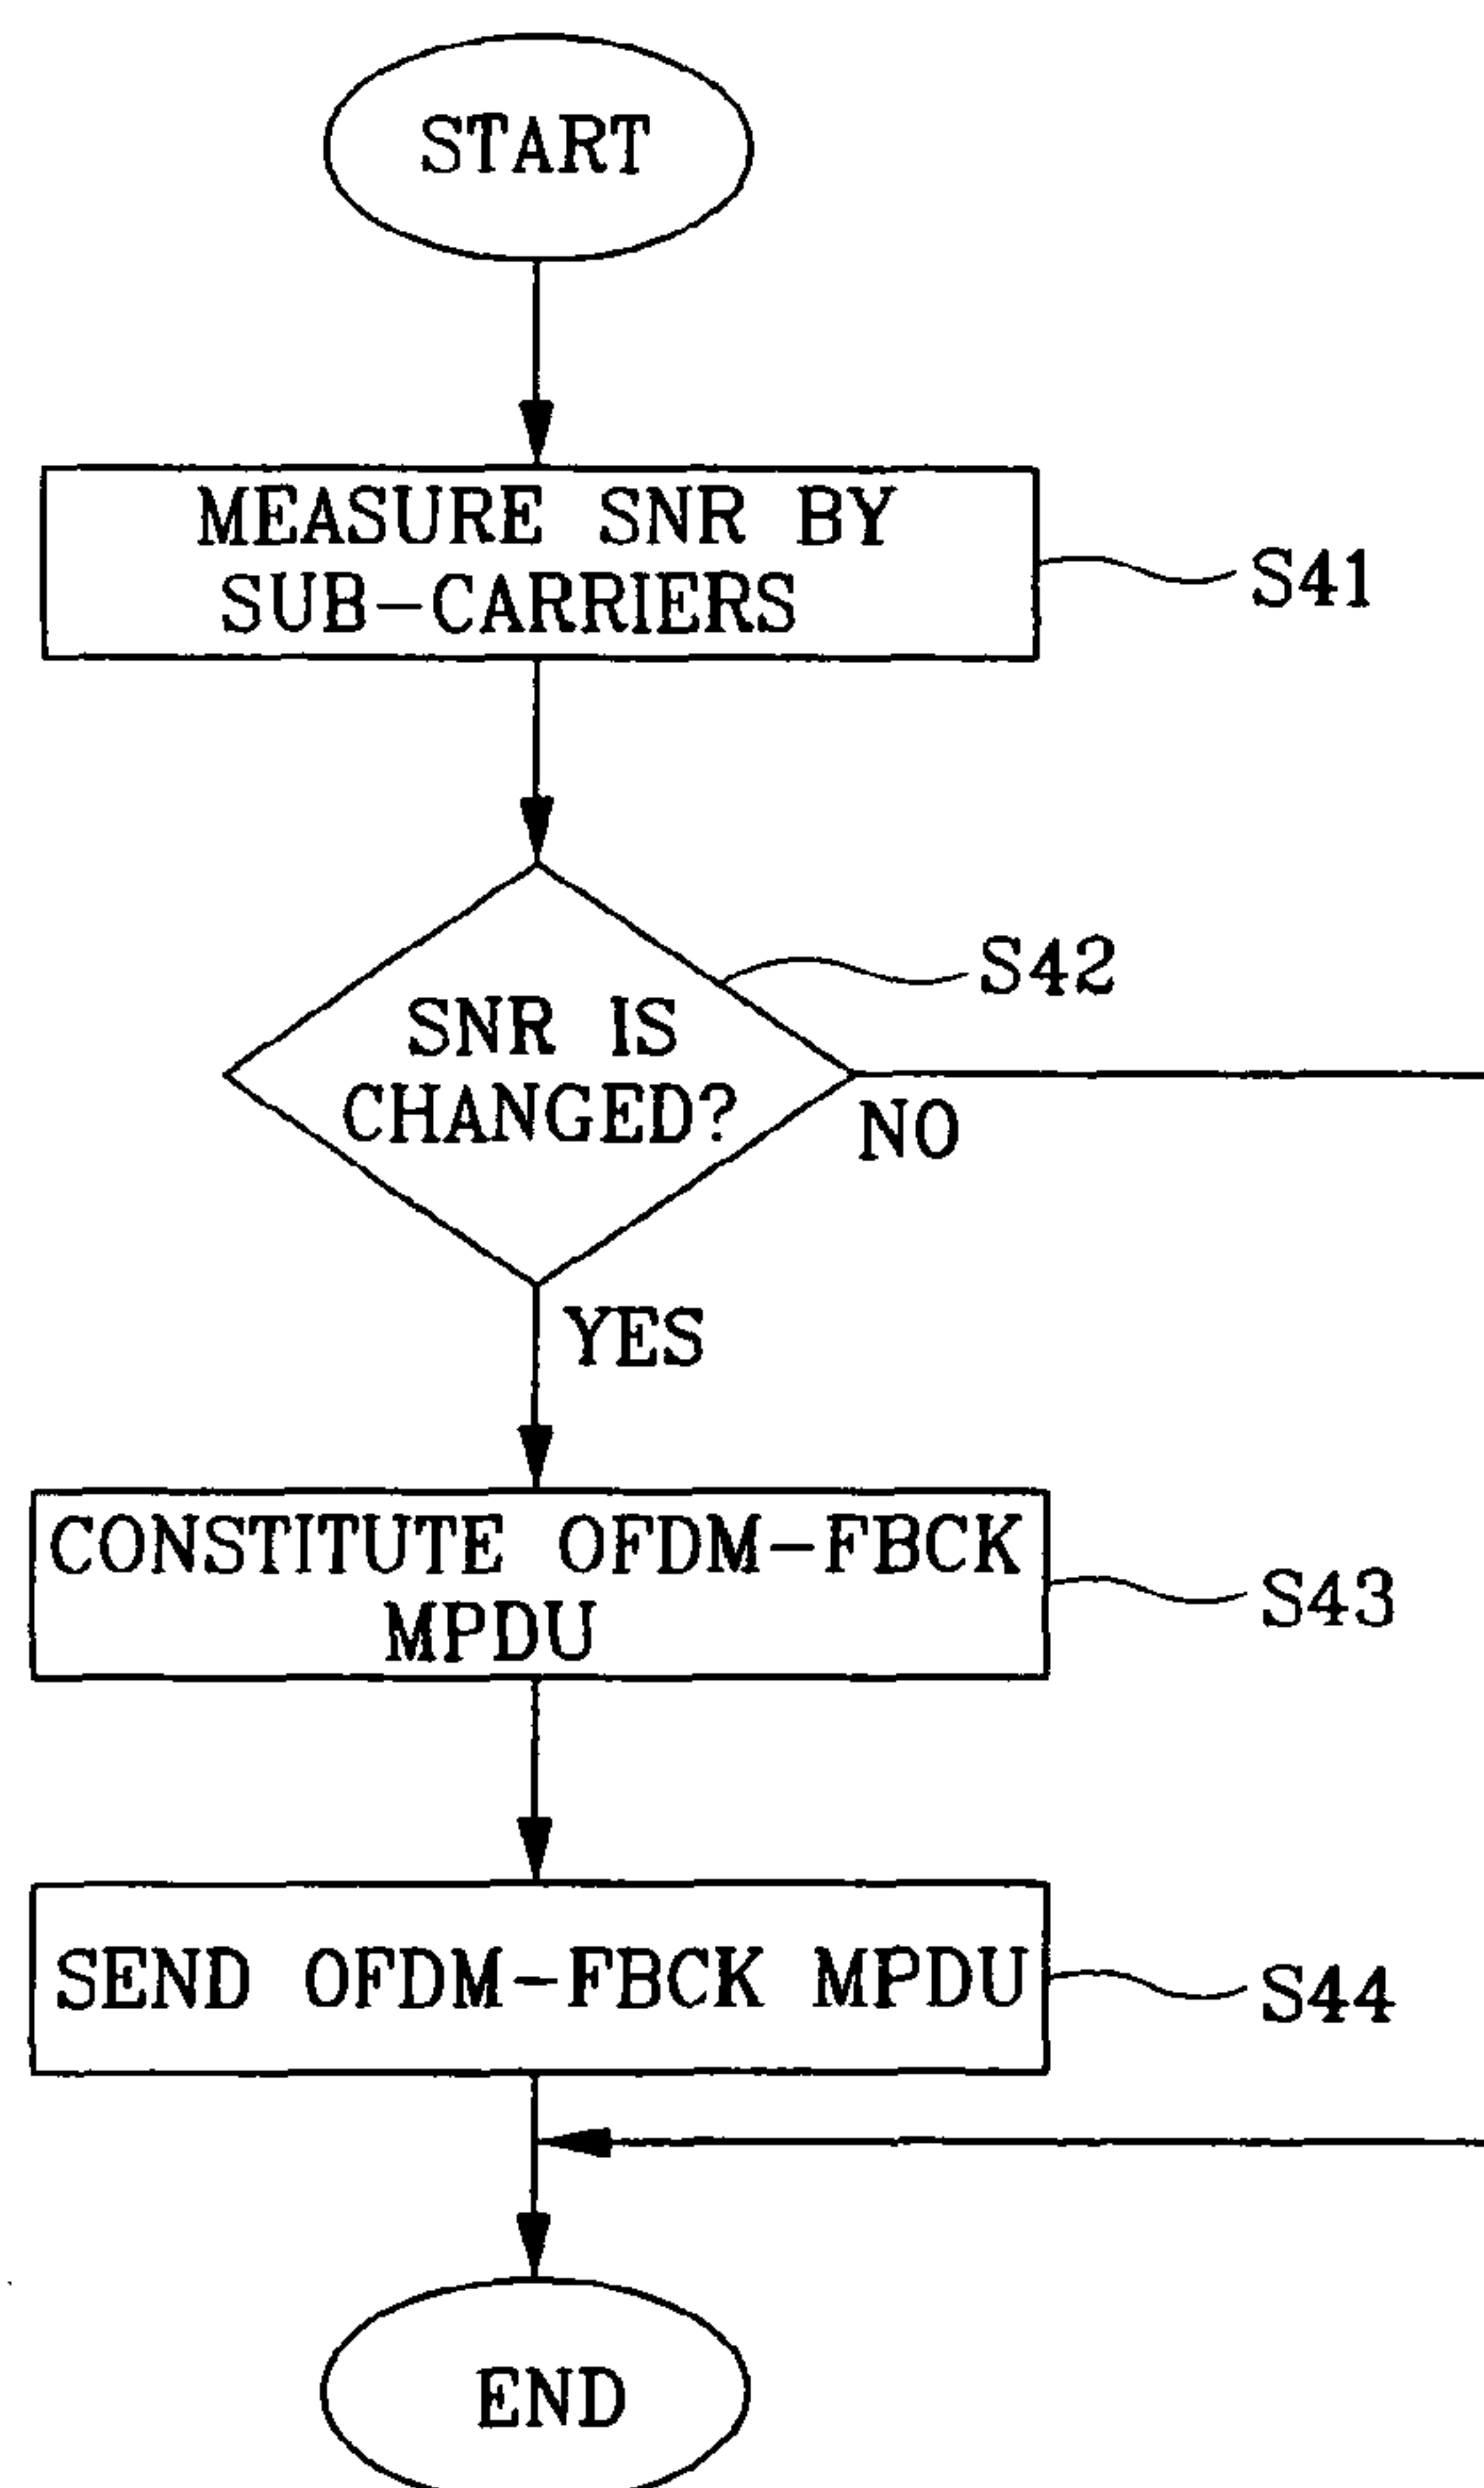 START
MEASURE SNR BY
SUB-CARRIERS
S41
S42
SNR IS
CHANGED?
NO
YES
CONSTITUTE OFDM-FBCK
MPDU
S43
SEND OFDM-FBCK MPDU
S44
END